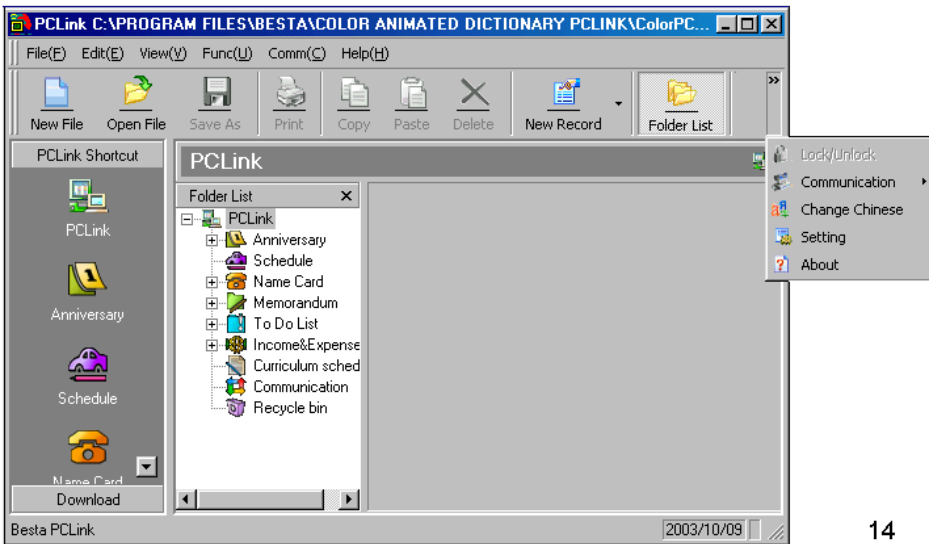 PCLink C:\PROGRAM FILES\BESTA\COLOR ANIMATED DICTIONARY PCLINK\ColorPC...
File(F) Edit(E) View(V) Func(U) Comm(C) Help(H)
New File Open File Save As Print Copy Paste Delete New Record Folder List »
PCLink Shortcut
PCLink
Anniversary
Schedule
Name Card
Download
PCLink
Folder List
PCLink
Anniversary
Schedule
Name Card
Memorandum
To Do List
Income&Expense
Curriculum sched
Communication
Recycle bin
Lock/Unlock
Communication
Change Chinese
Setting
About
Besta PCLink 2003/10/09
14